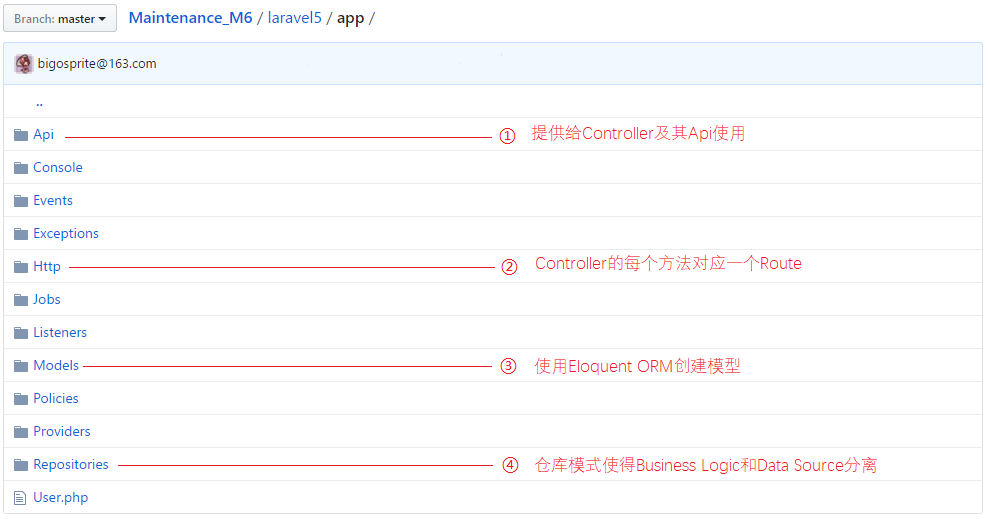 Branch: master Maintenance_M6 / laravel5 / app /
bigosprite@163.com
..
Api ① 提供给Controller及其Api使用
Console
Events
Exceptions
Http ② Controller的每个方法对应一个Route
Jobs
Listeners
Models ③ 使用Eloquent ORM创建模型
Policies
Providers
Repositories ④ 仓库模式使得Business Logic和Data Source分离
User.php